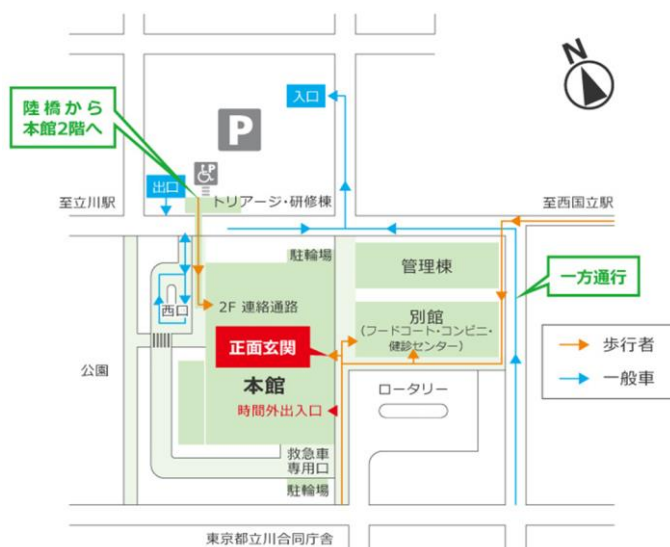 N
入口
陸橋から
本館2階へ
P
P
出口
トリアージ・研修棟
至立川駅
至西国立駅
駐輪場
管理棟
一方通行
2F 連絡通路
西口
別館
(フードコート・コンビニ・
健診センター)
正面玄関
歩行者
公園
本館
ロータリー
一般車
時間外出入口
救急車
専用口
駐輪場
東京都立川合同庁舎